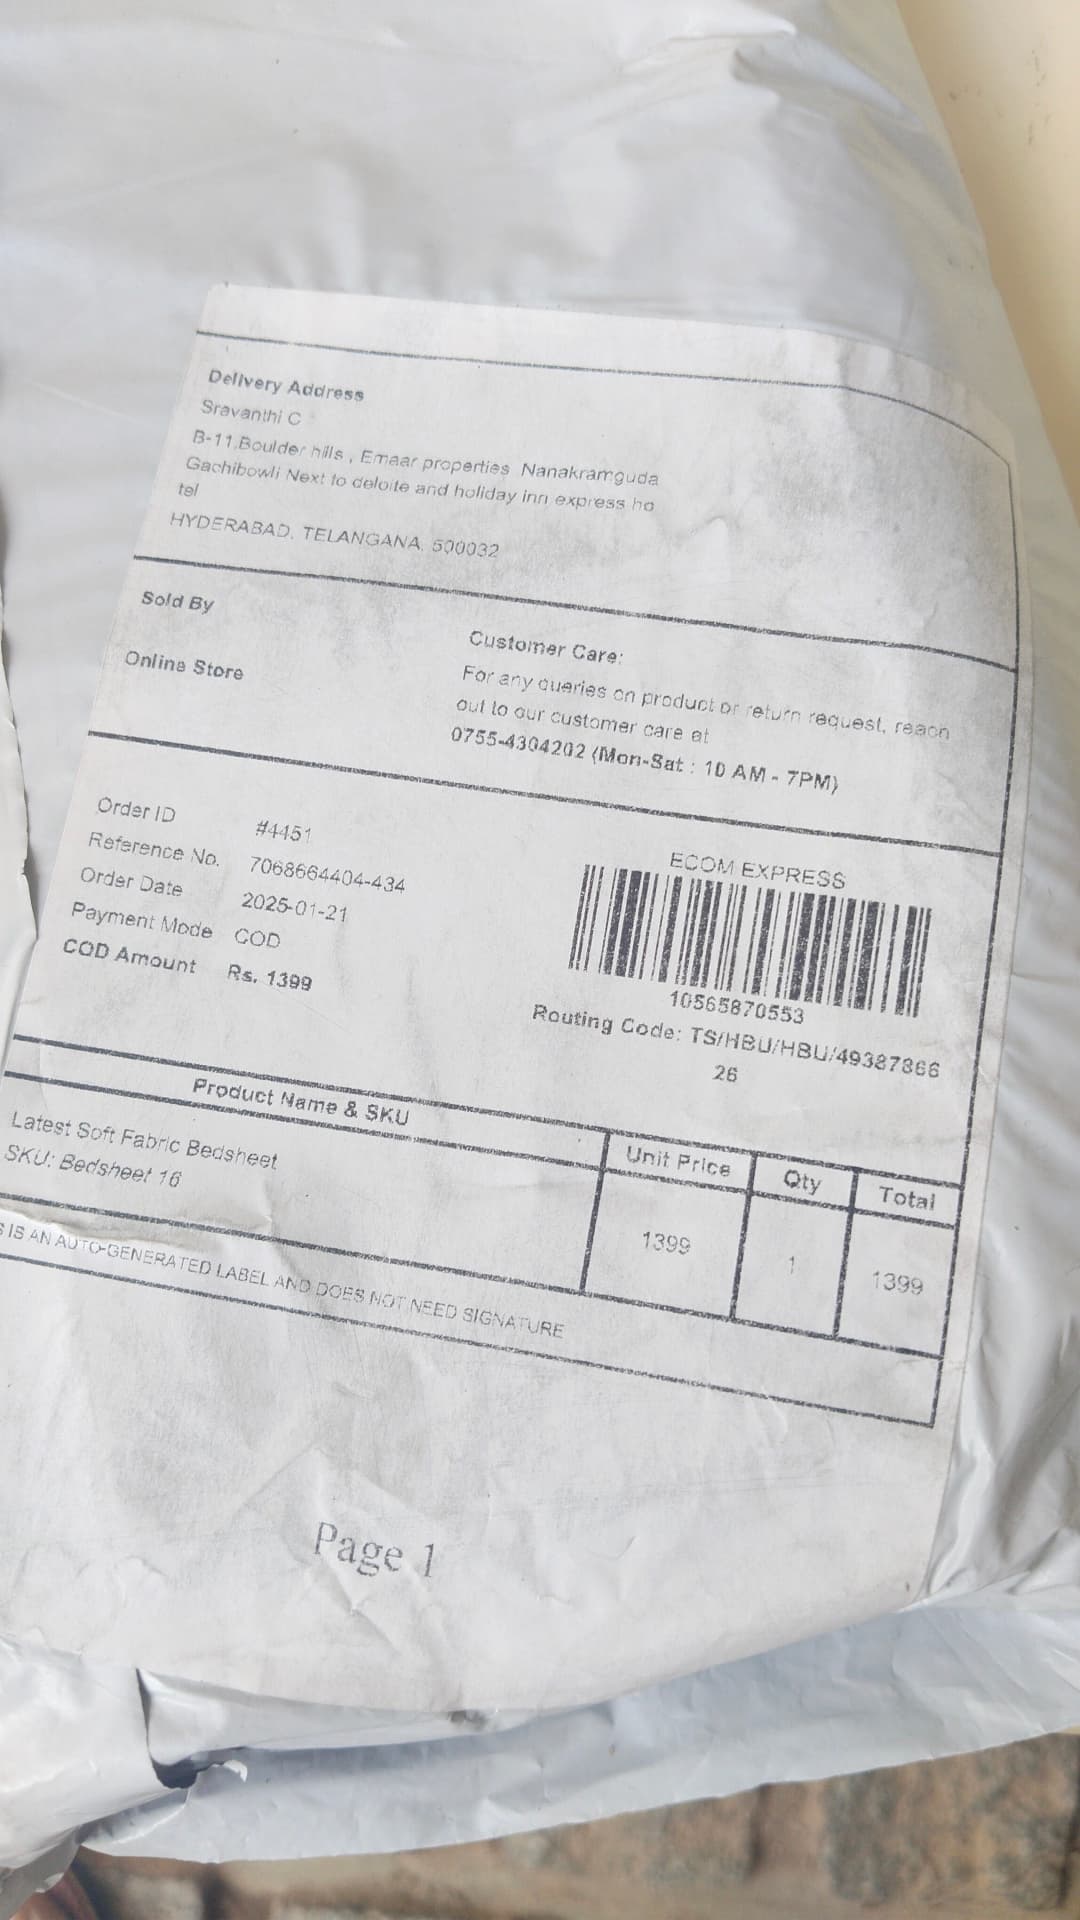 Delivery Address
Sravanthi C
B-11,Boulder hills , Emaar properties Nanakramguda
Gachibowli Next to deloite and holiday inn express ho
tel
HYDERABAD, TELANGANA, 500032
Sold By
Online Store
Customer Care:
For any queries on product or return request, reach
out to our customer care at
0755-4304202 (Mon-Sat : 10 AM - 7PM)
Order ID #4451
Reference No. 7068664404-434
Order Date 2025-01-21
Payment Mode COD
COD Amount Rs. 1399
ECOM EXPRESS
10565870553
Routing Code: TS/HBU/HBU/49387866
26
Product Name & SKU Unit Price Qty Total
Latest Soft Fabric Bedsheet
SKU: Bedsheet 16
1399 1 1399
S IS AN AUTO-GENERATED LABEL AND DOES NOT NEED SIGNATURE
Page 1